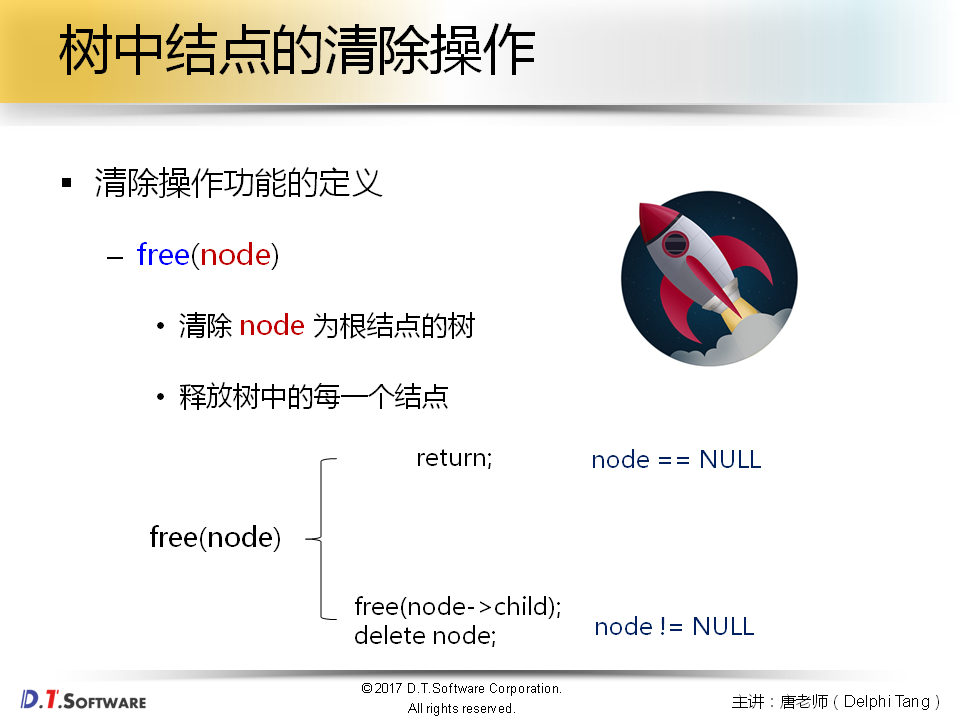 树中结点的清除操作
▪ 清除操作功能的定义
– free(node)
• 清除 node 为根结点的树
• 释放树中的每一个结点
return; node == NULL
free(node)
free(node->child);
delete node;
node != NULL
D.T.SOFTWARE
©2017 D.T.Software Corporation.
All rights reserved.
主讲：唐老师（Delphi Tang）